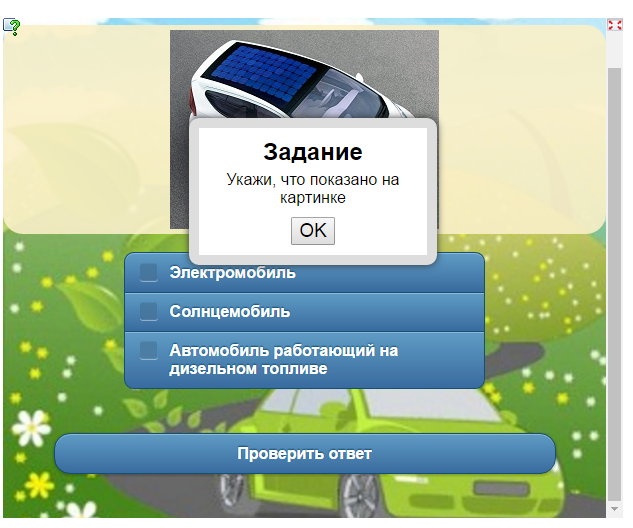 Задание
Укажи, что показано на
картинке
OK
Электромобиль
Солнцемобиль
Автомобиль работающий на
дизельном топливе
Проверить ответ